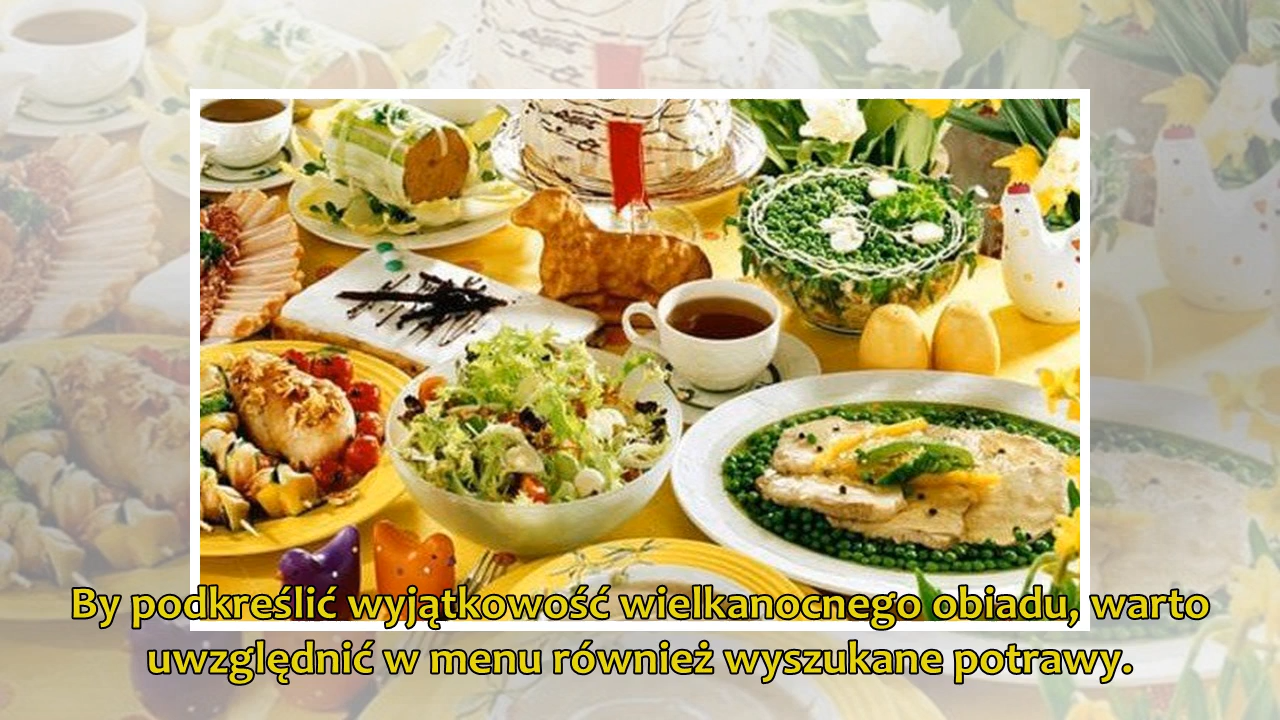 By podkreślić wyjątkowość wielkanocnego obiadu, warto
uwzględnić w menu również wyszukane potrawy.